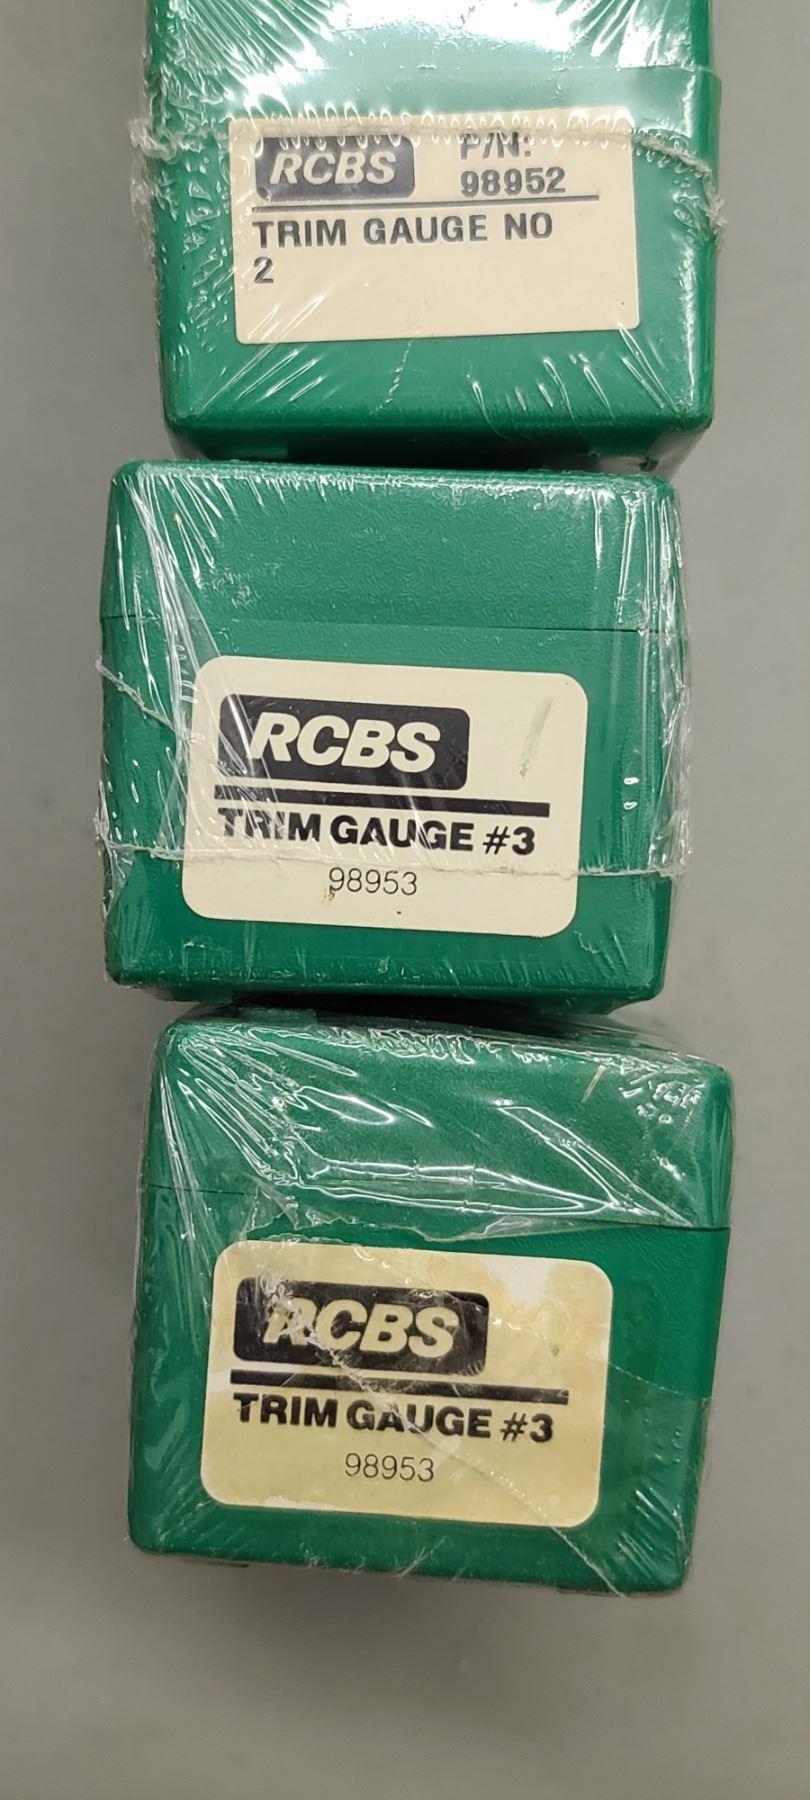 RCBS P/N:
98952
TRIM GAUGE NO
2
RCBS
TRIM GAUGE #3
98953
RCBS
TRIM GAUGE #3
98953